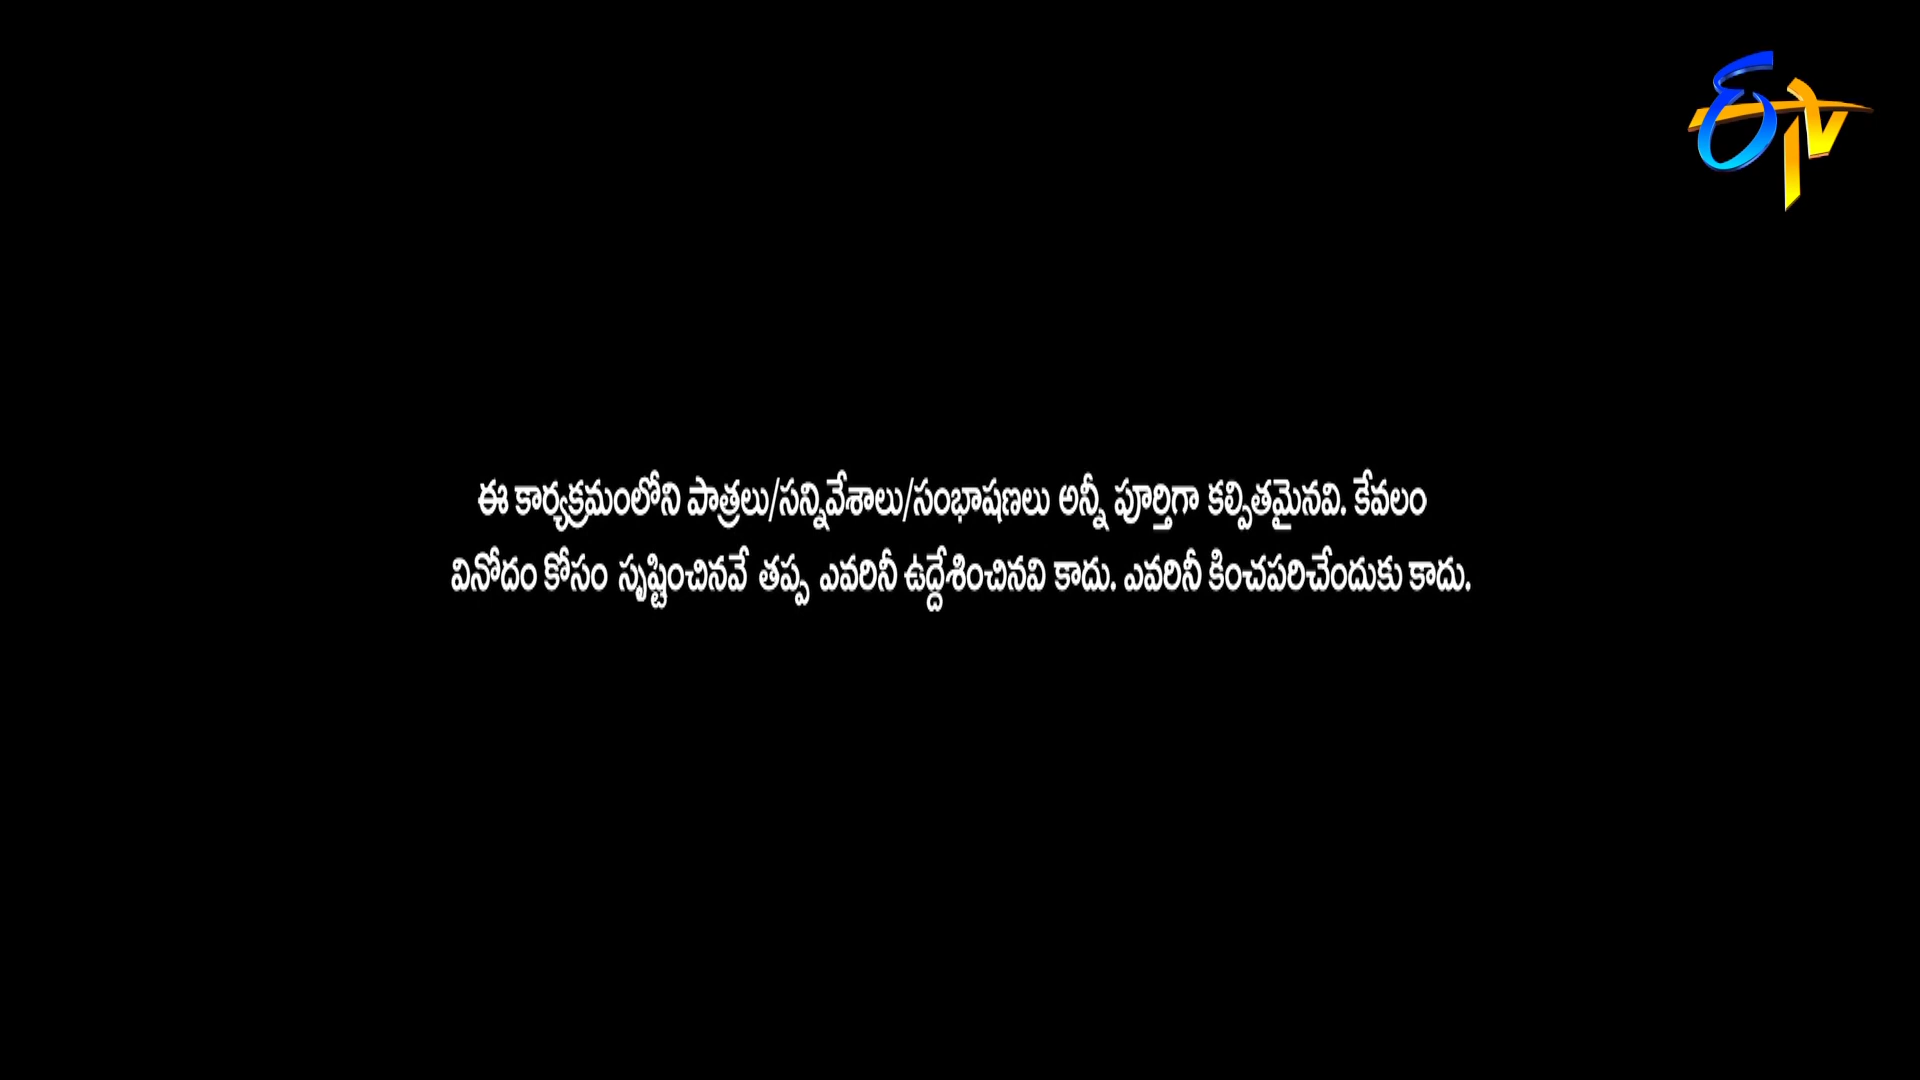 ETV
ఈ కార్యక్రమంలోని పాత్రలు/సన్నివేశాలు/సంభాషణలు అన్నీ పూర్తిగా కల్పితమైనవి. కేవలం
వినోదం కోసం సృష్టించినవే తప్ప ఎవరినీ ఉద్దేశించినవి కాదు. ఎవరినీ కించపరిచేందుకు కాదు.